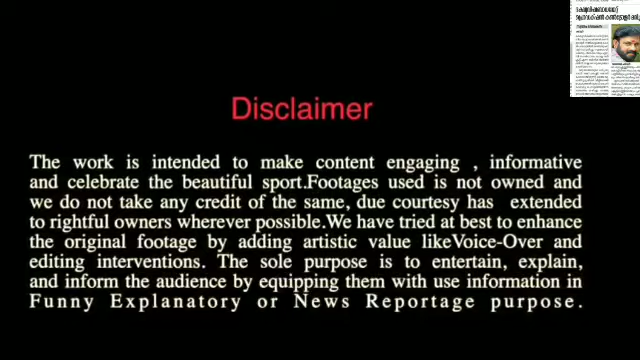 Disclaimer
The work is intended to make content engaging , informative
and celebrate the beautiful sport.Footages used is not owned and
we do not take any credit of the same, due courtesy has extended
to rightful owners wherever possible.We have tried at best to enhance
the original footage by adding artistic value likeVoice-Over and
editing interventions. The sole purpose is to entertain, explain,
and inform the audience by equipping them with use information in
Funny Explanatory or News Reportage purpose.